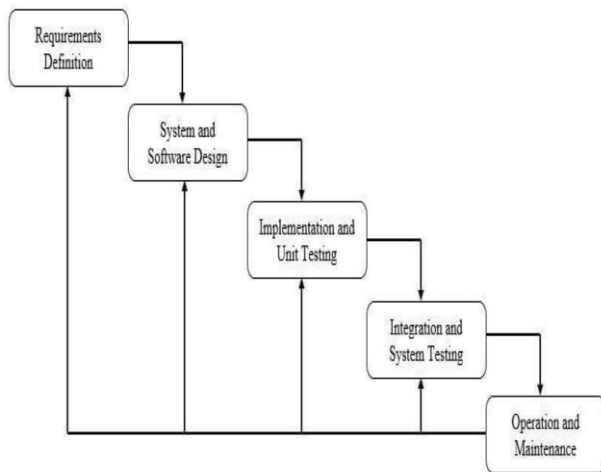 Requirements
Definition
System and
Software Design
Implementation and
Unit Testing
Integration and
System Testing
Operation and
Maintenance